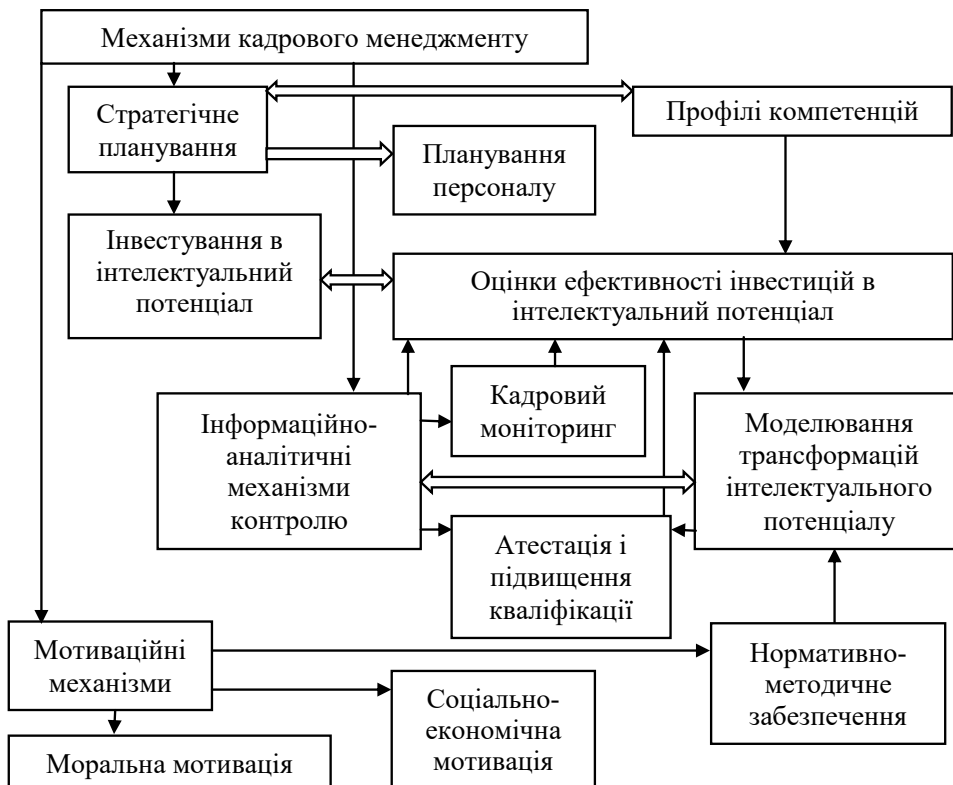 Механізми кадрового менеджменту
Стратегічне
планування
Профілі компетенцій
Планування
персоналу
Інвестування в
інтелектуальний
потенціал
Оцінки ефективності інвестицій в
інтелектуальний потенціал
Кадровий
моніторинг
Інформаційно-
аналітичні
механізми
контролю
Моделювання
трансформацій
інтелектуального
потенціалу
Атестація і
підвищення
кваліфікації
Мотиваційні
механізми
Нормативно-
методичне
забезпечення
Соціально-
економічна
мотивація
Моральна мотивація